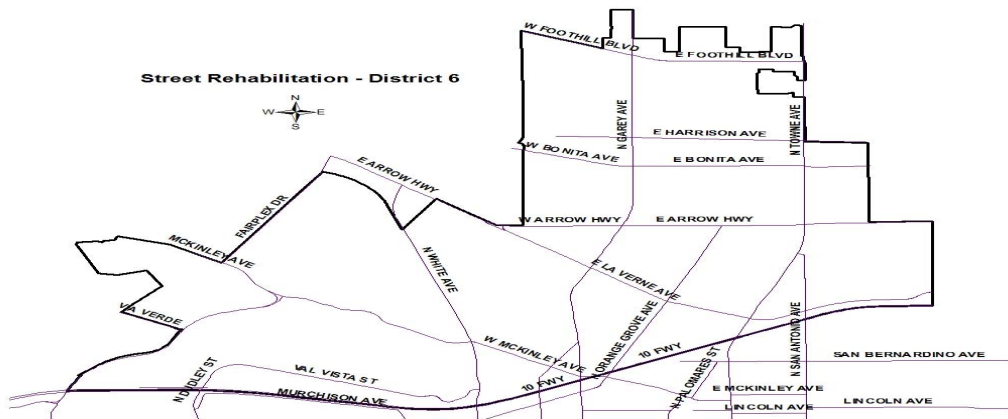 W FOOTHILL BLVD
E FOOTHILL BLVD
Street Rehabilitation - District 6
N
W E
S
N GAREY AVE
N TOWNE AVE
E HARRISON AVE
W BONITA AVE
E BONITA AVE
E ARROW HWY
FAIRPLEX DR
W ARROW HWY
E ARROW HWY
MCKINLEY AVE
N WHITE AVE
E LA VERNE AVE
VIA VERDE
N ORANGE GROVE AVE
N SAN ANTONIO AVE
W MCKINLEY AVE
10 FWY
SAN BERNARDINO AVE
N DUDLEY ST
VAL VISTA ST
10 FWY
N PALOMARES ST
MURCHISON AVE
E MCKINLEY AVE
LINCOLN AVE
LINCOLN AVE